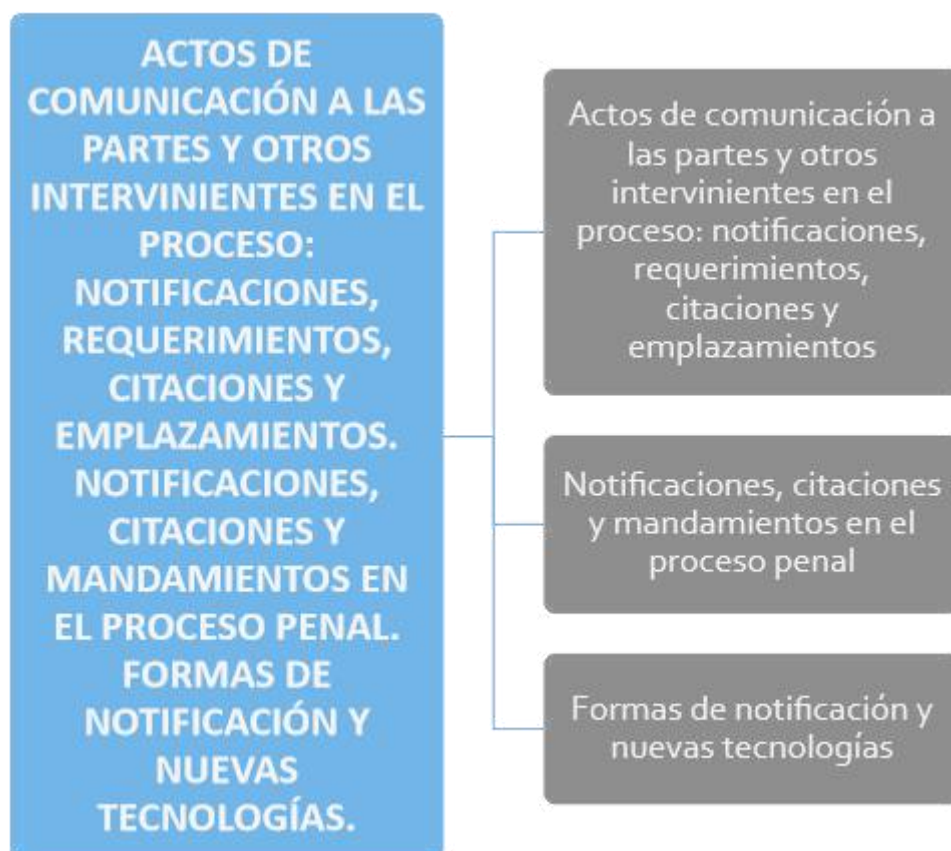 ACTOS DE
COMUNICACIÓN A LAS
PARTES Y OTROS
INTERVINIENTES EN EL
PROCESO:
NOTIFICACIONES,
REQUERIMIENTOS,
CITACIONES Y
EMPLAZAMIENTOS.
NOTIFICACIONES,
CITACIONES Y
MANDAMIENTOS EN
EL PROCESO PENAL.
FORMAS DE
NOTIFICACIÓN Y
NUEVAS
TECNOLOGÍAS.
Actos de comunicación a
las partes y otros
intervinientes en el
proceso: notificaciones,
requerimientos,
citaciones y
emplazamientos
Notificaciones, citaciones
y mandamientos en el
proceso penal
Formas de notificación y
nuevas tecnologías